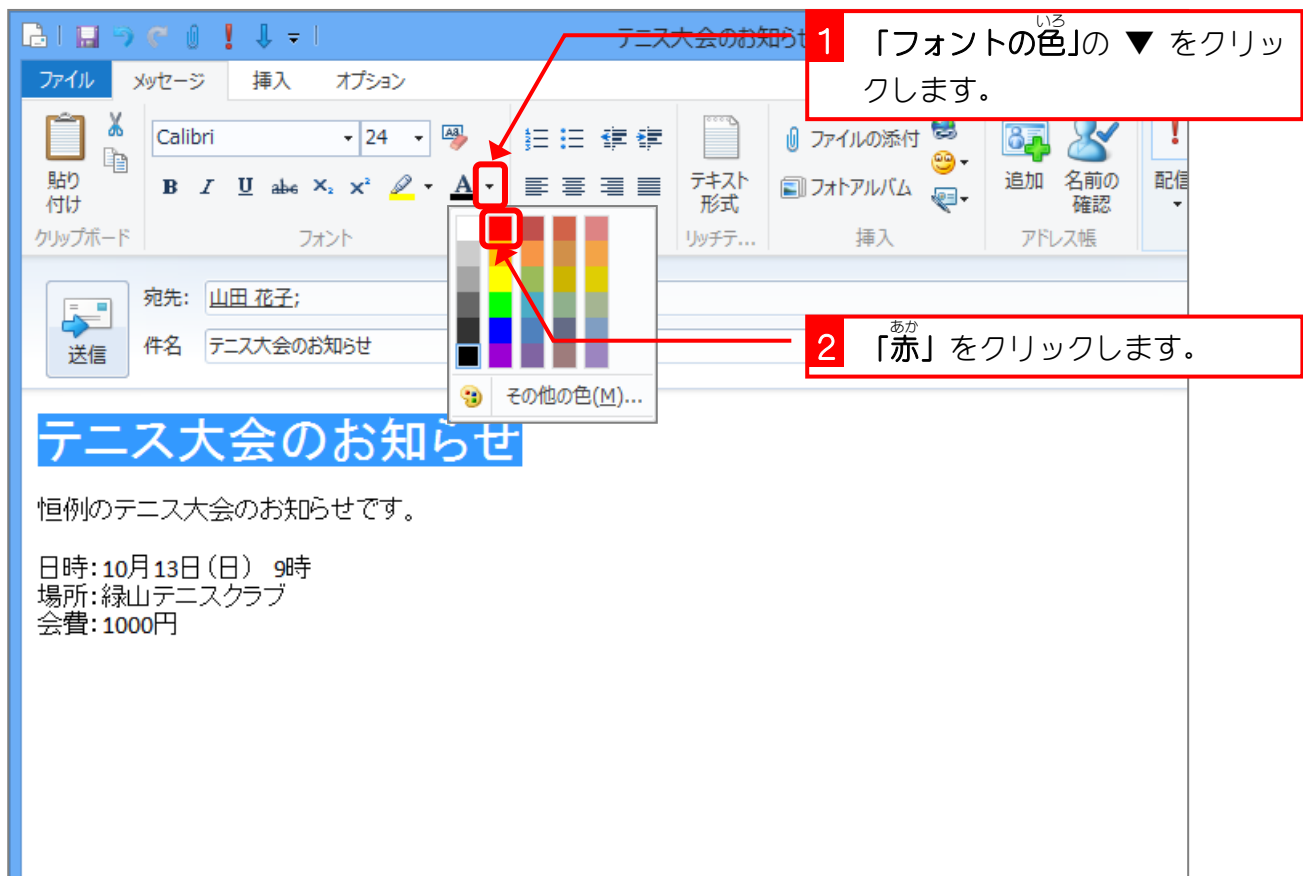 テニス大会のお知らt
1
「フォントの色」の ▼ をクリッ
クします。
いろ
ファイル メッセージ 挿入 オプション
Calibri 24
貼り
付け
B I U abc X₂ x² A
テキスト
形式
ファイルの添付
フォトアルバム
追加 名前の
確認
配信
クリップボード フォント リッチテ... 挿入 アドレス帳
送信
宛先: 山田 花子;
件名 テニス大会のお知らせ
2
あか
「赤」をクリックします。
その他の色(M)...
テニス大会のお知らせ
恒例のテニス大会のお知らせです。
日時:10月13日(日) 9時
場所:緑山テニスクラブ
会費:1000円